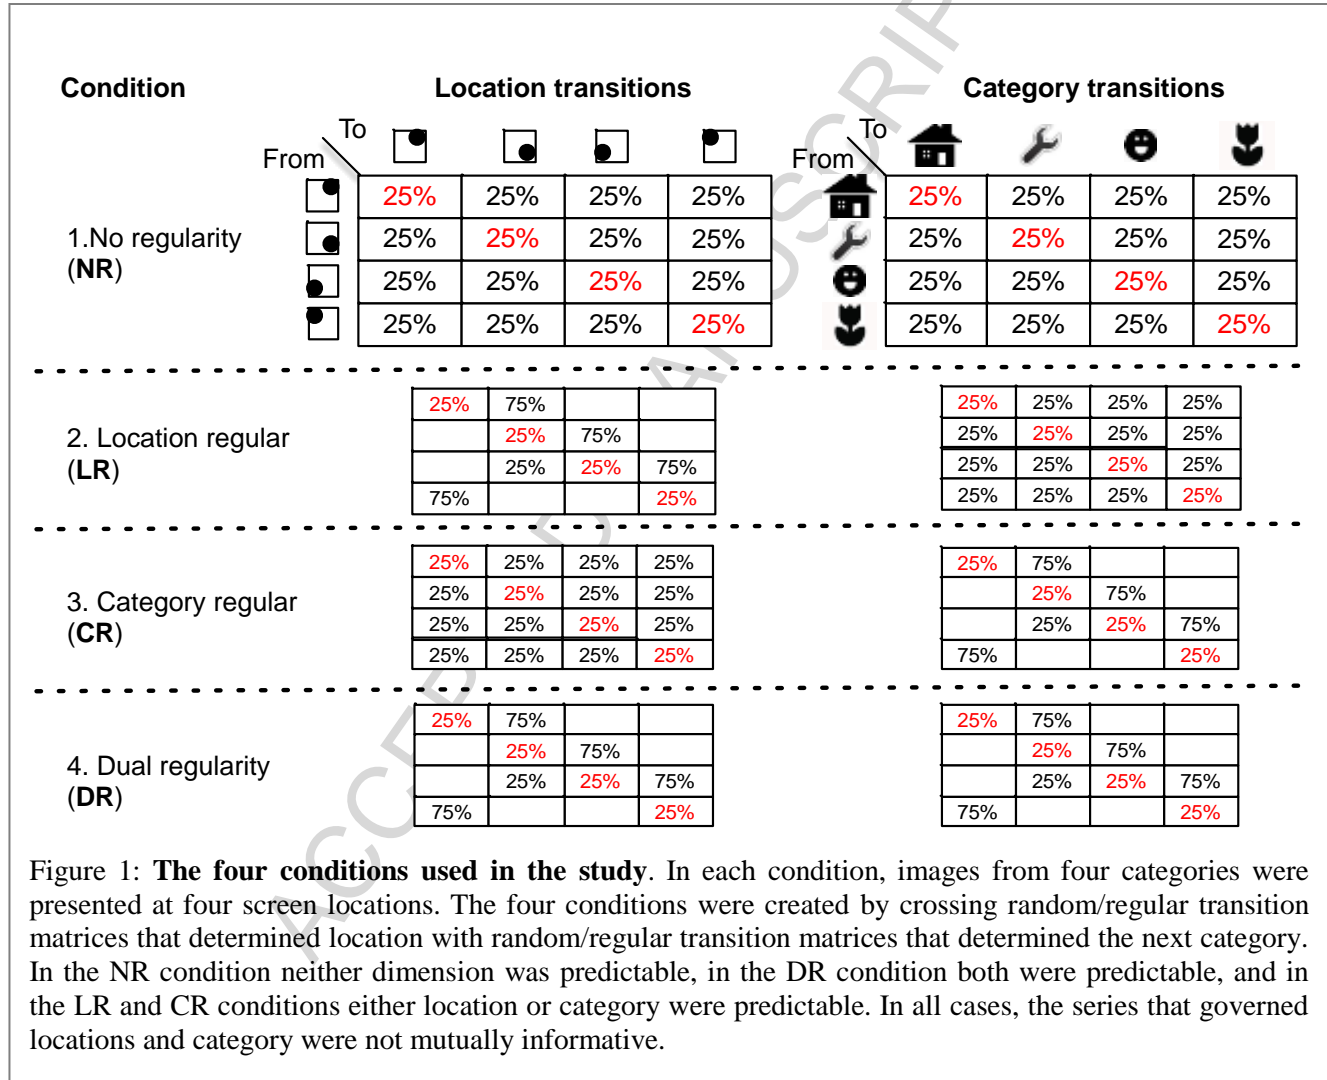 Condition Location transitions Category transitions
To To
From From
25% 25% 25% 25% 25% 25% 25% 25%
1.No regularity 25% 25% 25% 25% 25% 25% 25% 25%
(NR) 25% 25% 25% 25% 25% 25% 25% 25%
25% 25% 25% 25% 25% 25% 25% 25%
25% 75% 25% 25% 25% 25%
2. Location regular 25% 75% 25% 25% 25% 25%
(LR) 25% 25% 75% 25% 25% 25% 25%
75% 25% 25% 25% 25% 25%
25% 25% 25% 25% 25% 75%
3. Category regular 25% 25% 25% 25% 25% 75%
(CR) 25% 25% 25% 25% 25% 25% 75%
25% 25% 25% 25% 75% 25%
25% 75% 25% 75%
4. Dual regularity 25% 75% 25% 75%
(DR) 25% 25% 75% 25% 25% 75%
75% 25% 75% 25%
Figure 1: The four conditions used in the study. In each condition, images from four categories were
presented at four screen locations. The four conditions were created by crossing random/regular transition
matrices that determined location with random/regular transition matrices that determined the next category.
In the NR condition neither dimension was predictable, in the DR condition both were predictable, and in
the LR and CR conditions either location or category were predictable. In all cases, the series that governed
locations and category were not mutually informative.